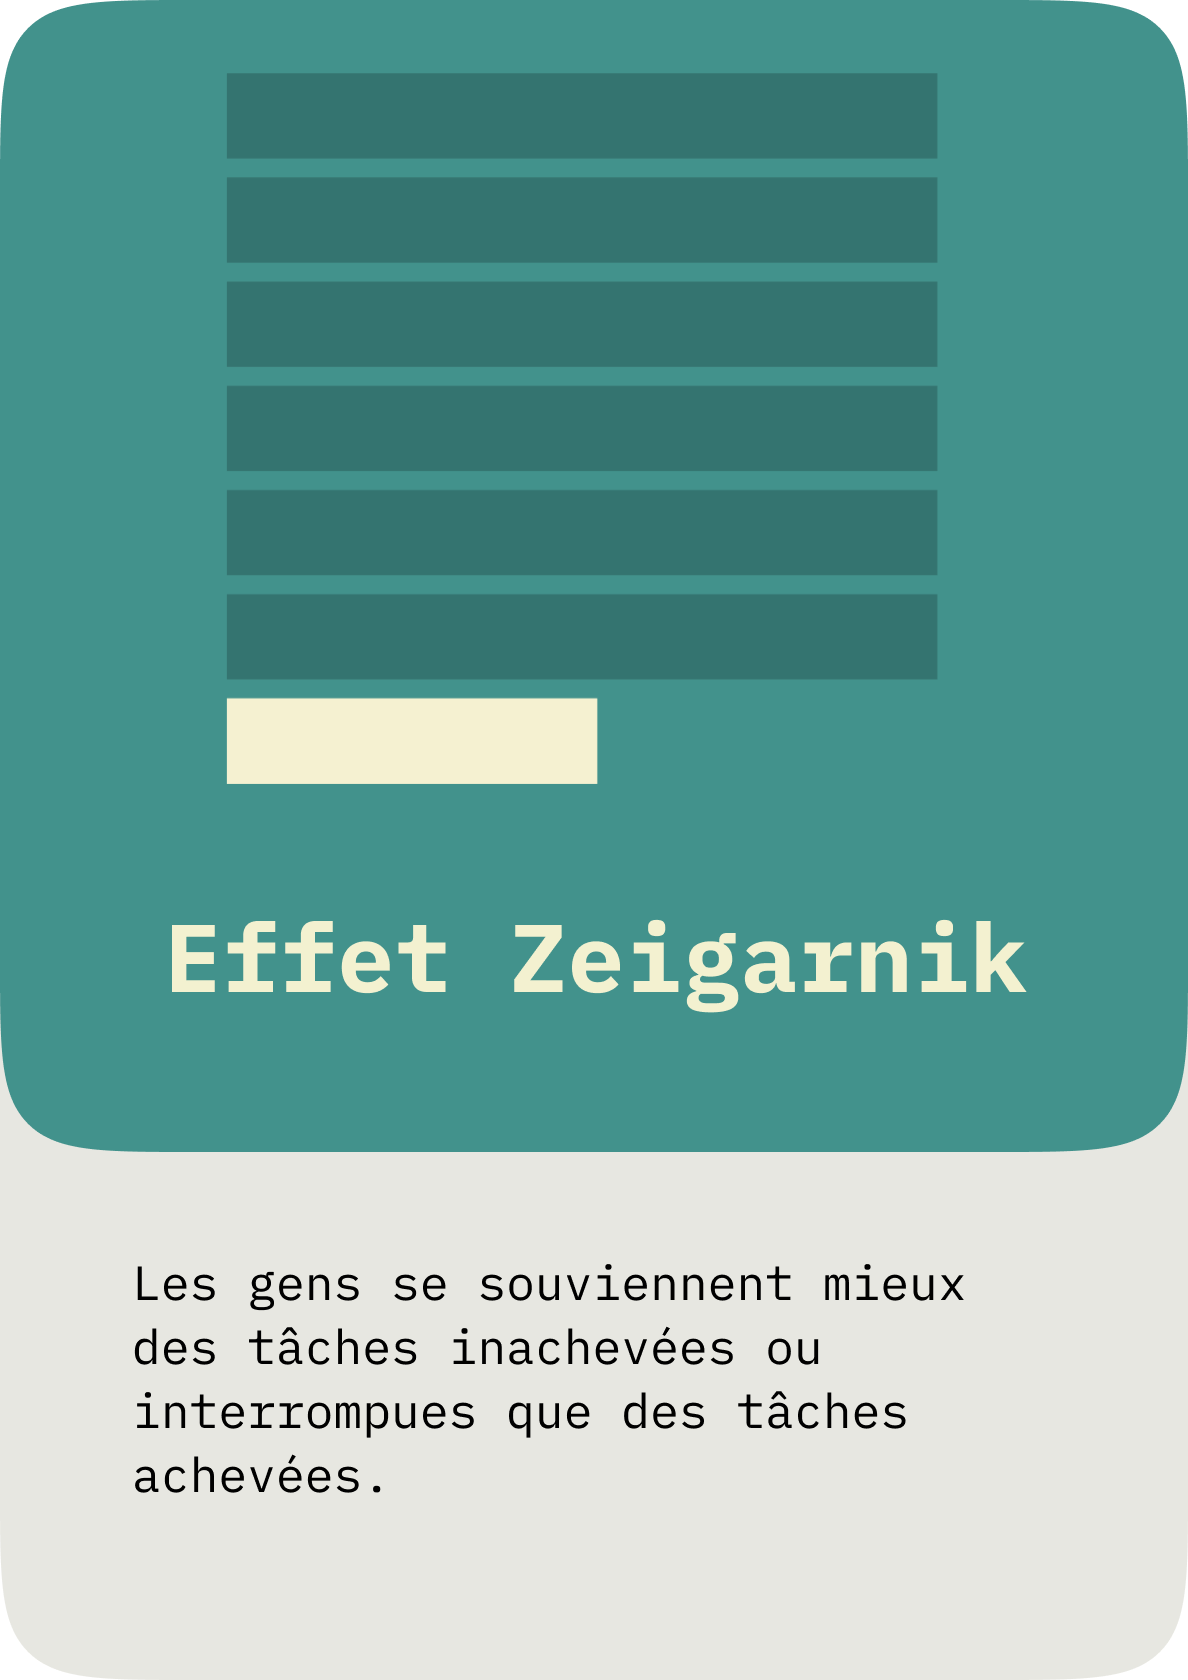 Effet Zeigarnik
Les gens se souviennent mieux
des tâches inachevées ou
interrompues que des tâches
achevées.